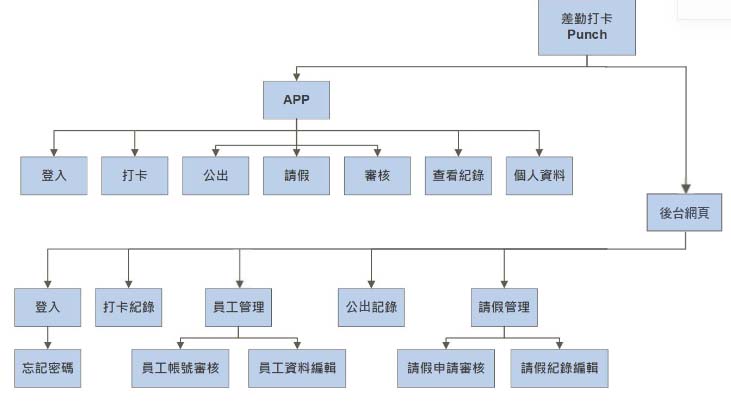 差勤打卡
Punch
APP
登入
打卡
公出
請假
審核
查看紀錄
個人資料
後台網頁
登入
打卡紀錄
員工管理
公出記錄
請假管理
忘記密碼
員工帳號審核
員工資料編輯
請假申請審核
請假紀錄編輯